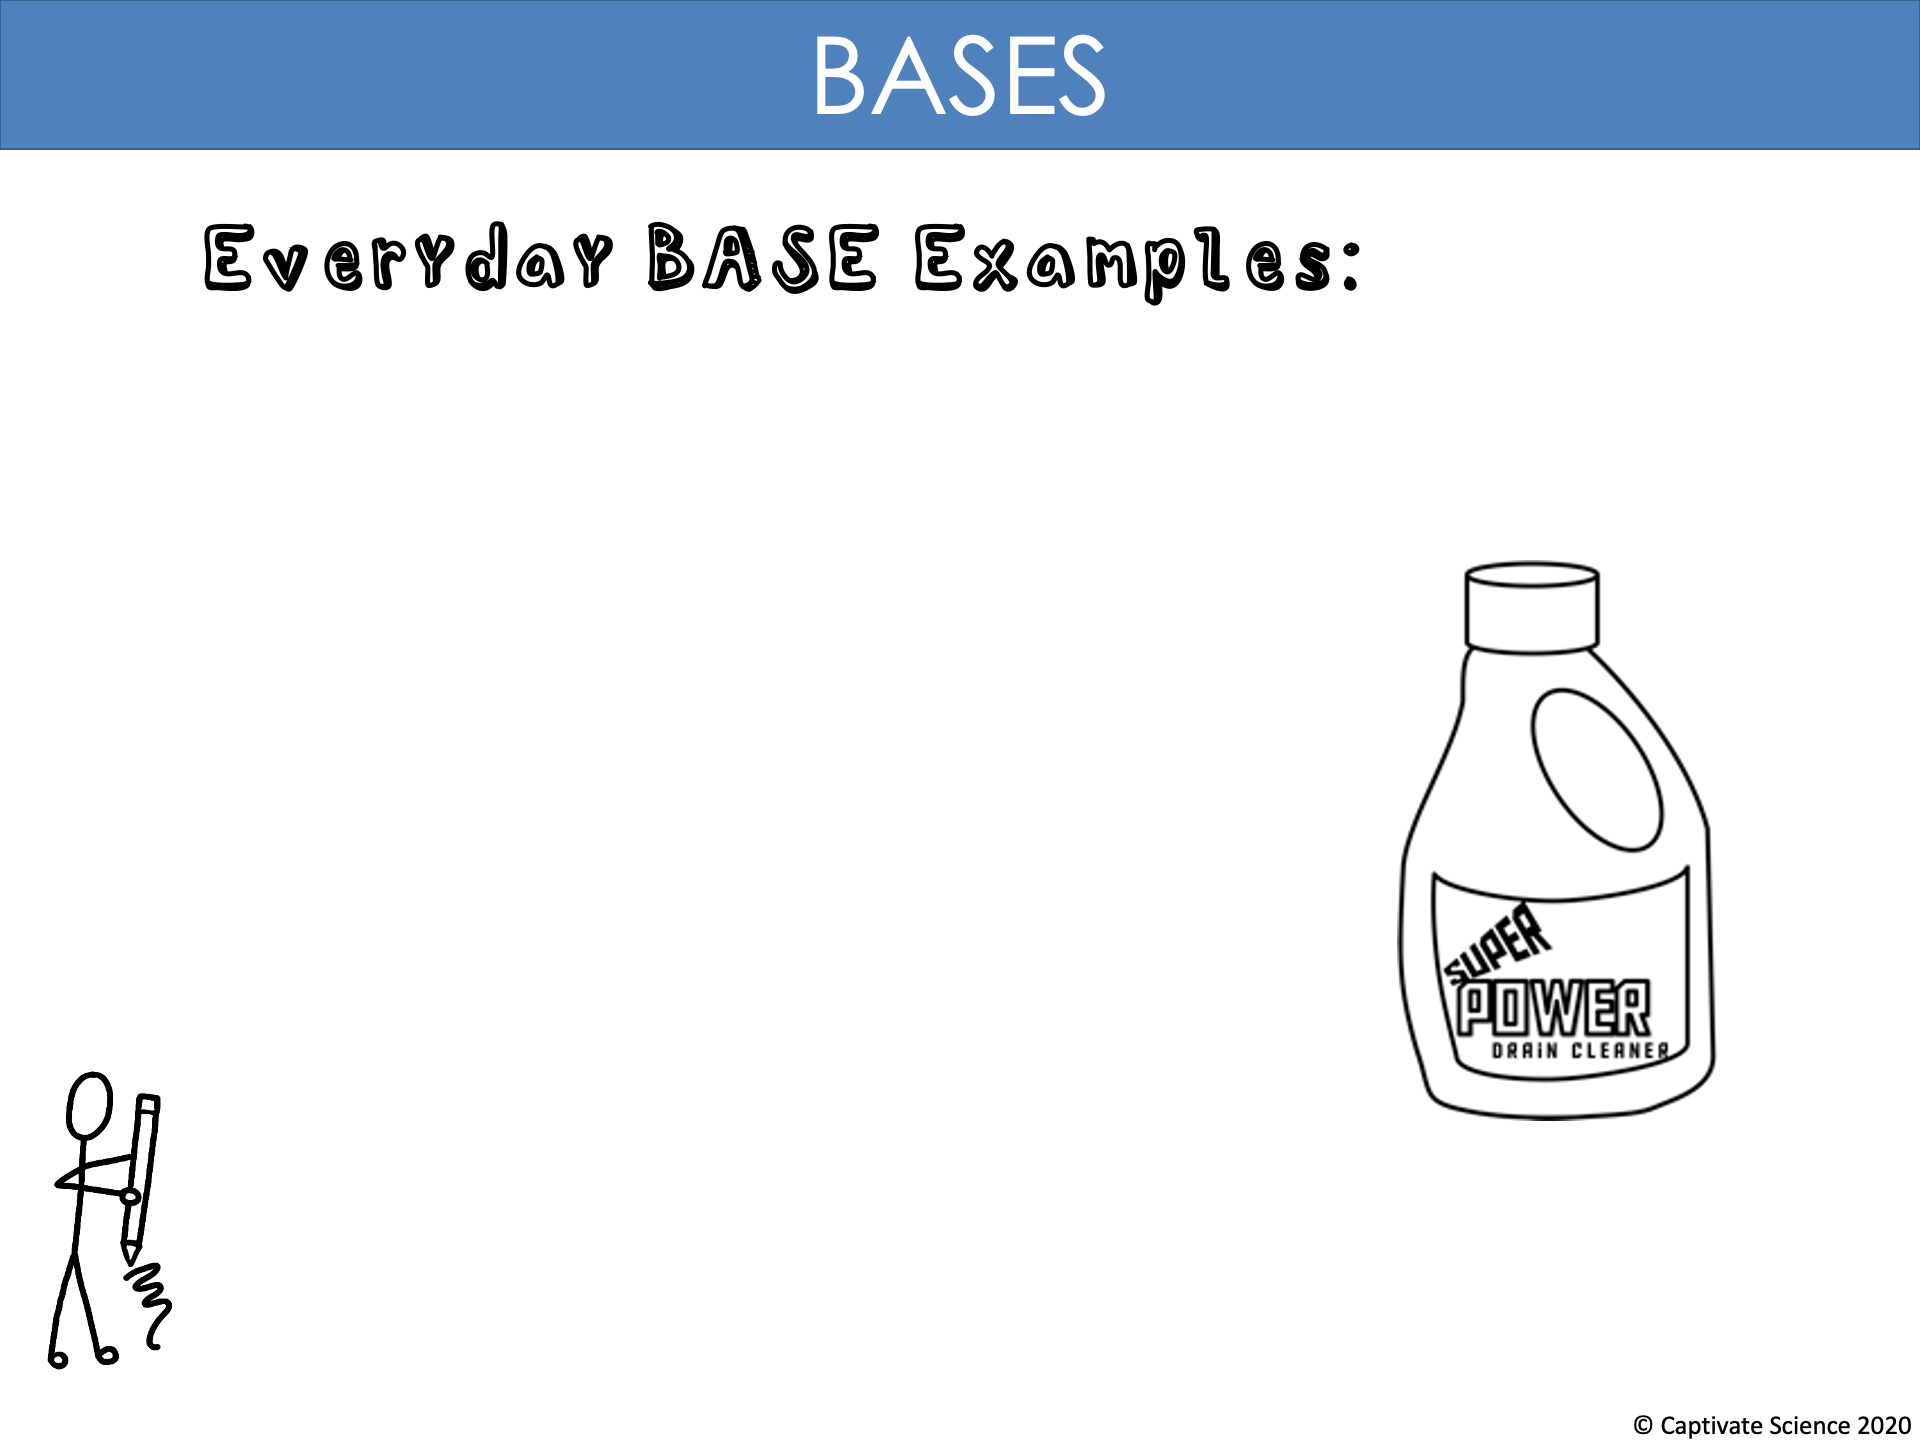 BASES
Everyday BASE Examples:
SUPER
POWER
DRAiN CLEANER
© Captivate Science 2020